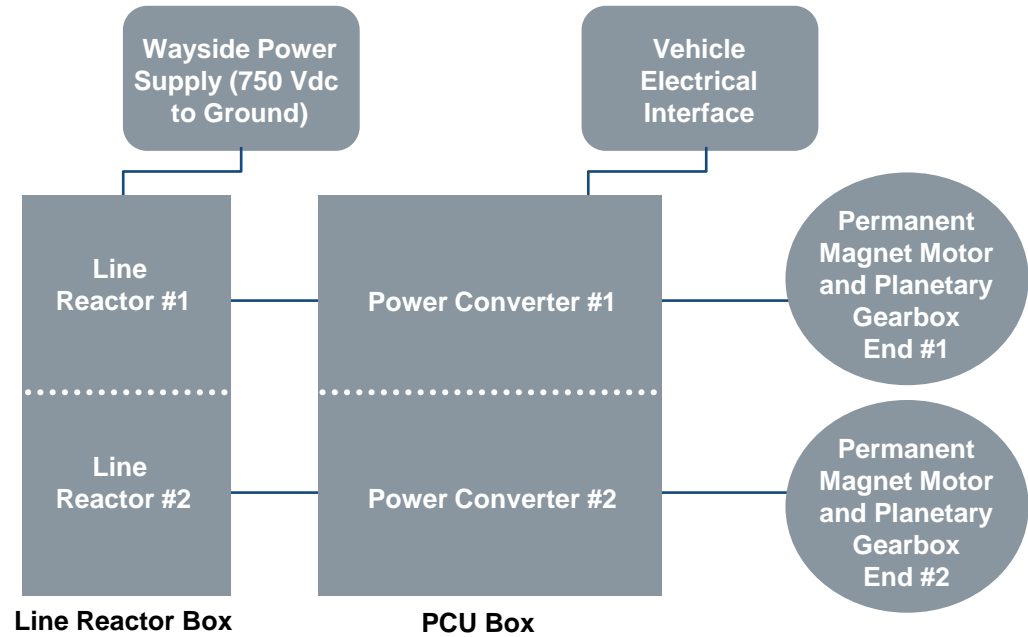 Wayside Power
Supply (750 Vdc
to Ground)
Vehicle
Electrical
Interface
Line
Reactor #1
Power Converter #1
Permanent
Magnet Motor
and Planetary
Gearbox
End #1
Line
Reactor #2
Power Converter #2
Permanent
Magnet Motor
and Planetary
Gearbox
End #2
Line Reactor Box
PCU Box